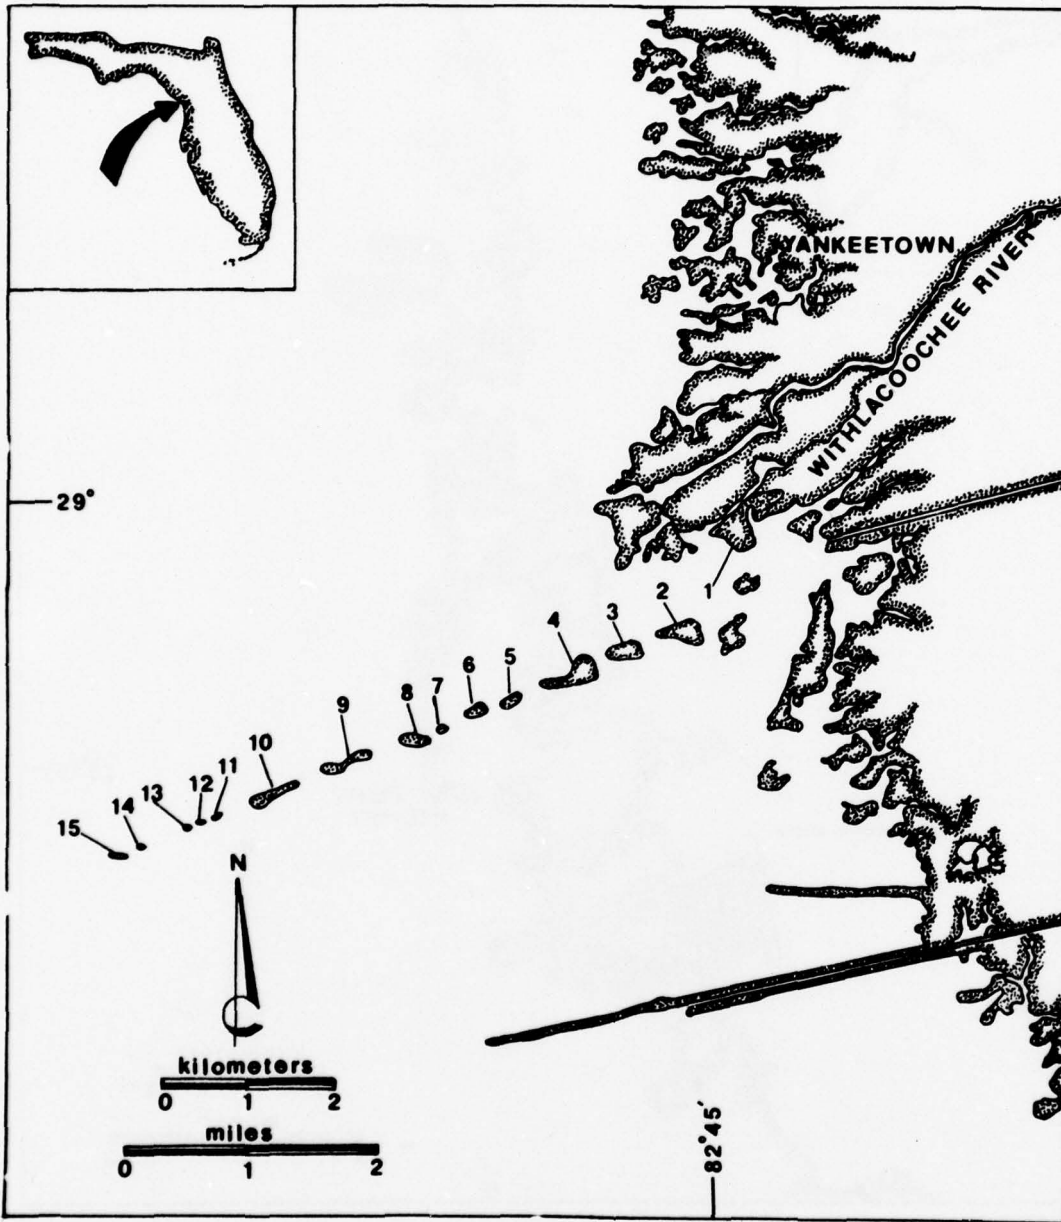 YANKEETOWN
WITHLACOOCHEE RIVER
29°
1
2
3
4
5
6
7
8
9
10
11
12
13
14
15
N
kilometers
0 1 2
miles
0 1 2
82°45′